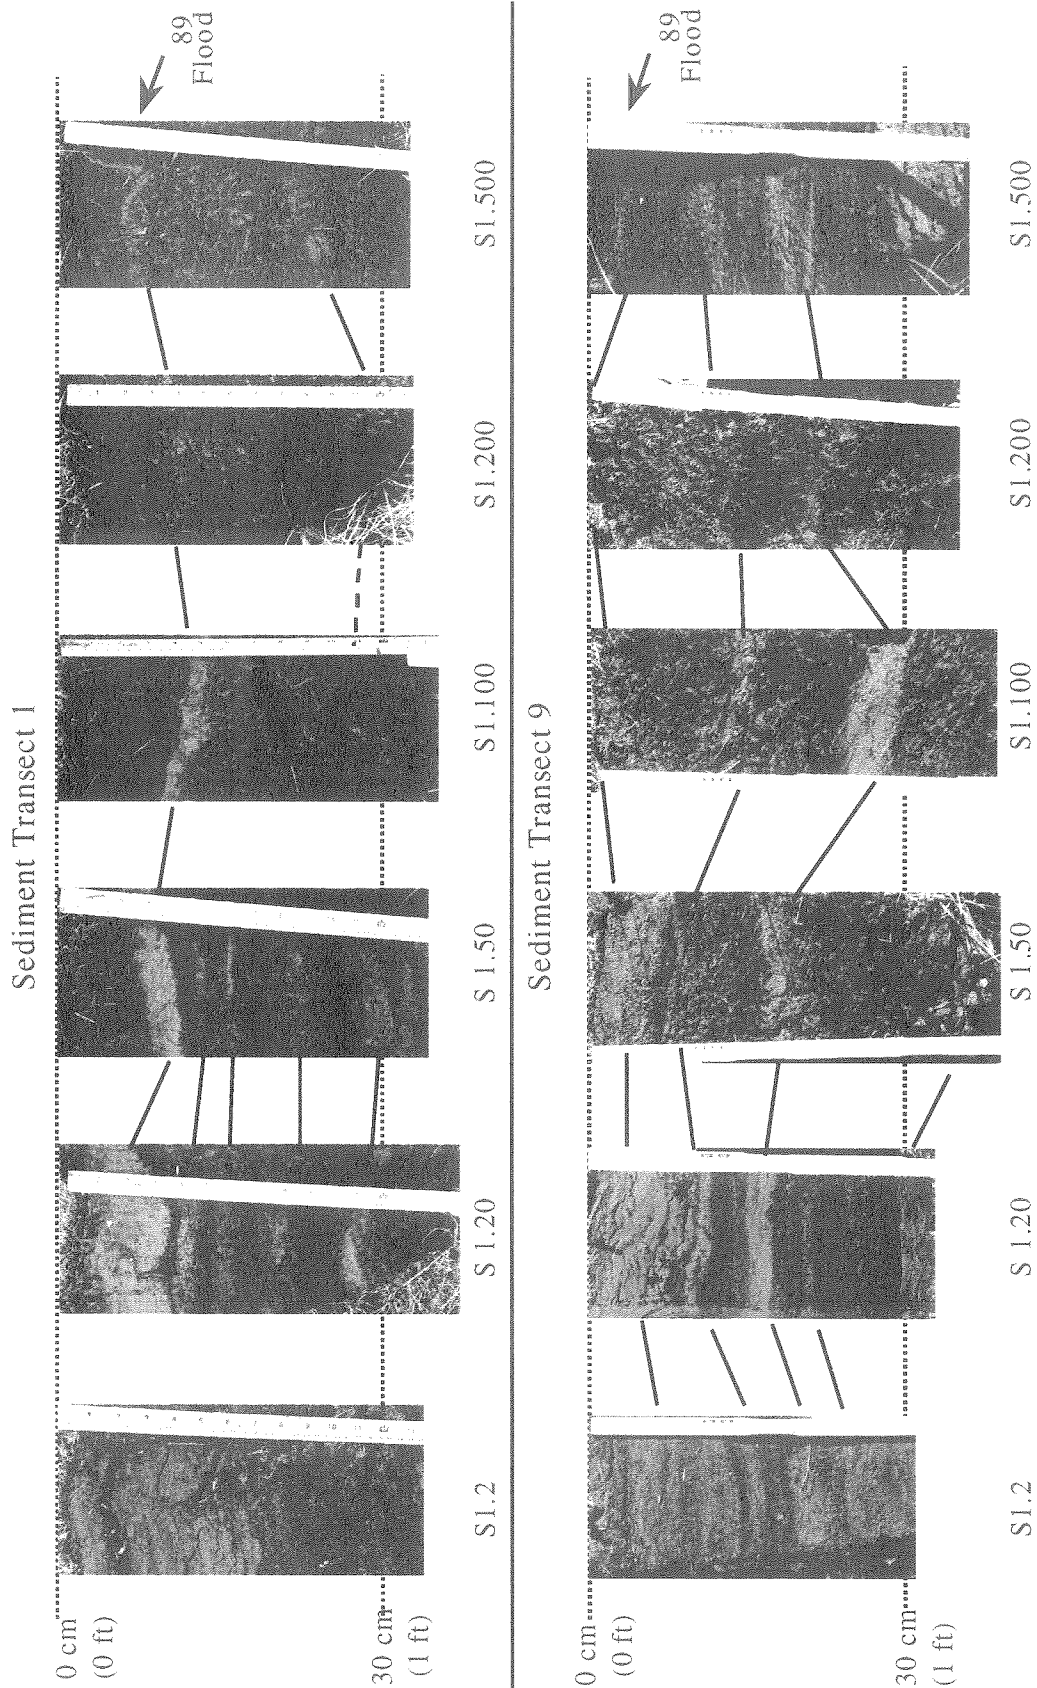 Sediment Transect 1
0 cm
(0 ft)
30 cm
(1 ft)
89
Flood
S1.2
S 1.20
S 1.50
S1.100
S1.200
S1.500
Sediment Transect 9
0 cm
(0 ft)
30 cm
(1 ft)
89
Flood
S1.2
S 1.20
S 1.50
S1.100
S1.200
S1.500